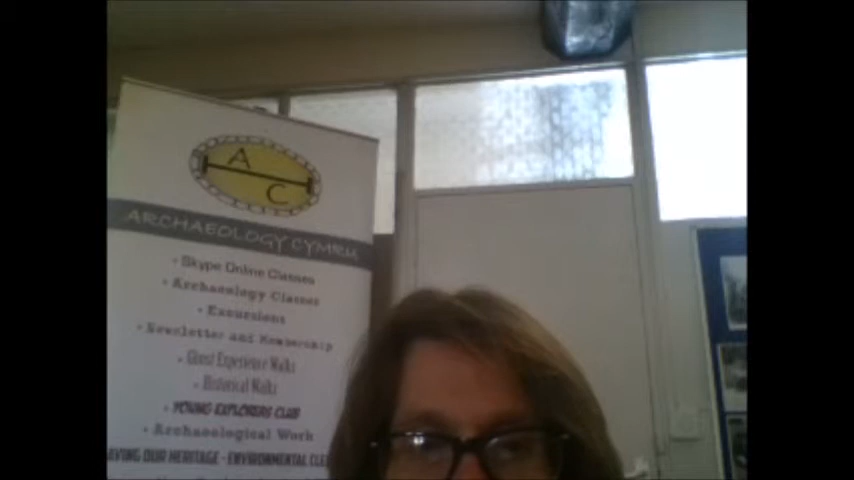 A
C
ARCHAEOLOGY CYMRU
• Skype Online Classes
• Archaeology Classes
• Excursions
• Newsletter and Membership
• Ghost Experience Walks
• Historical Walks
• YOUNG EXPLORERS CLUB
• Archaeological Work
OUR HERITAGE - ENVIRONMENTAL